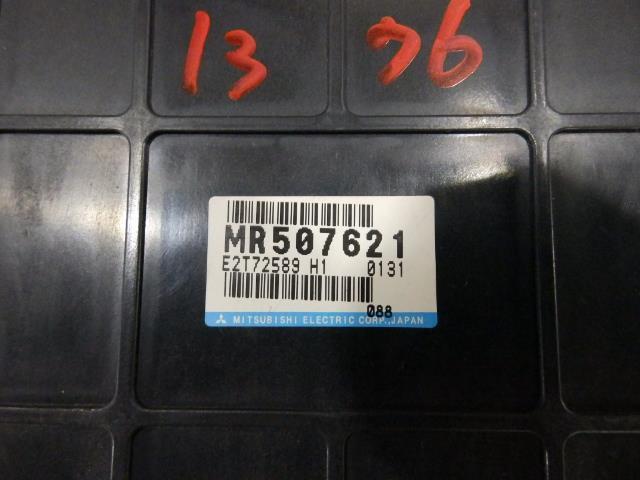 13 76
MR507621
E2T72589 H1 0131
088
MITSUBISHI ELECTRIC CORP.,JAPAN